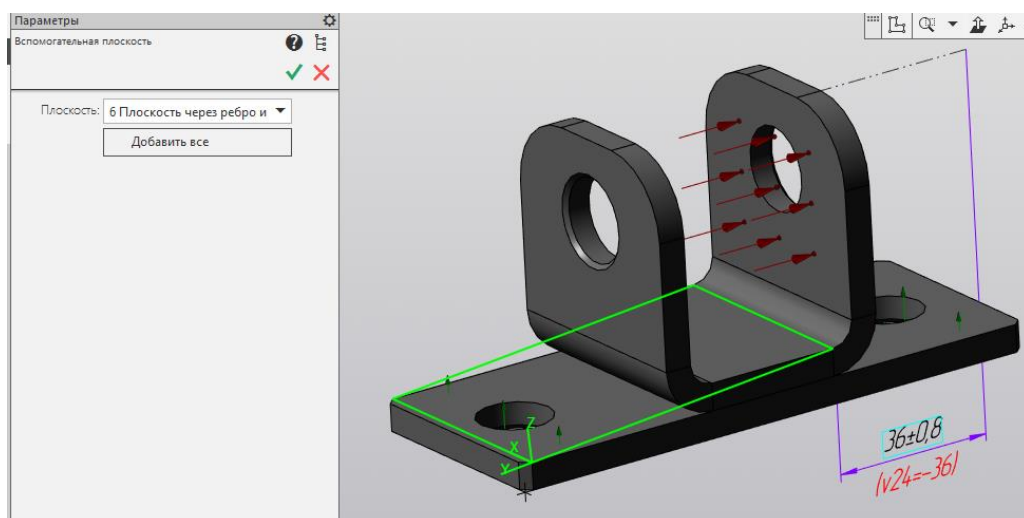 Параметры
Вспомогательная плоскость
Плоскость: 6 Плоскость через ребро и
Добавить все
Z
X
Y
36±0,8
(v24=-36)